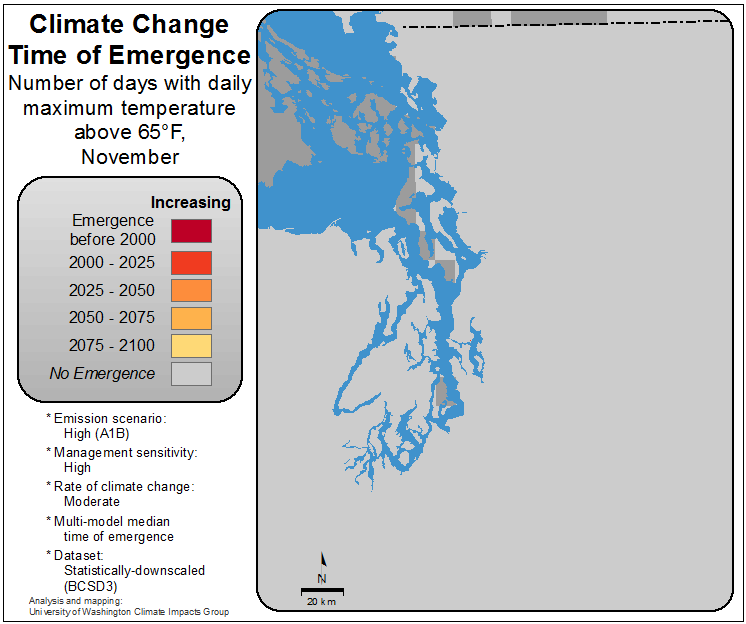 Climate Change
Time of Emergence
Number of days with daily
maximum temperature
above 65°F,
November
Increasing
Emergence
before 2000
2000 - 2025
2025 - 2050
2050 - 2075
2075 - 2100
No Emergence
* Emission scenario:
High (A1B)
* Management sensitivity:
High
* Rate of climate change:
Moderate
* Multi-model median
time of emergence
* Dataset:
Statistically-downscaled
(BCSD3)
Analysis and mapping:
University of Washington Climate Impacts Group
N
20 km